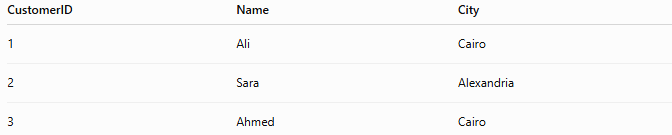 CustomerID Name City
1 Ali Cairo
2 Sara Alexandria
3 Ahmed Cairo